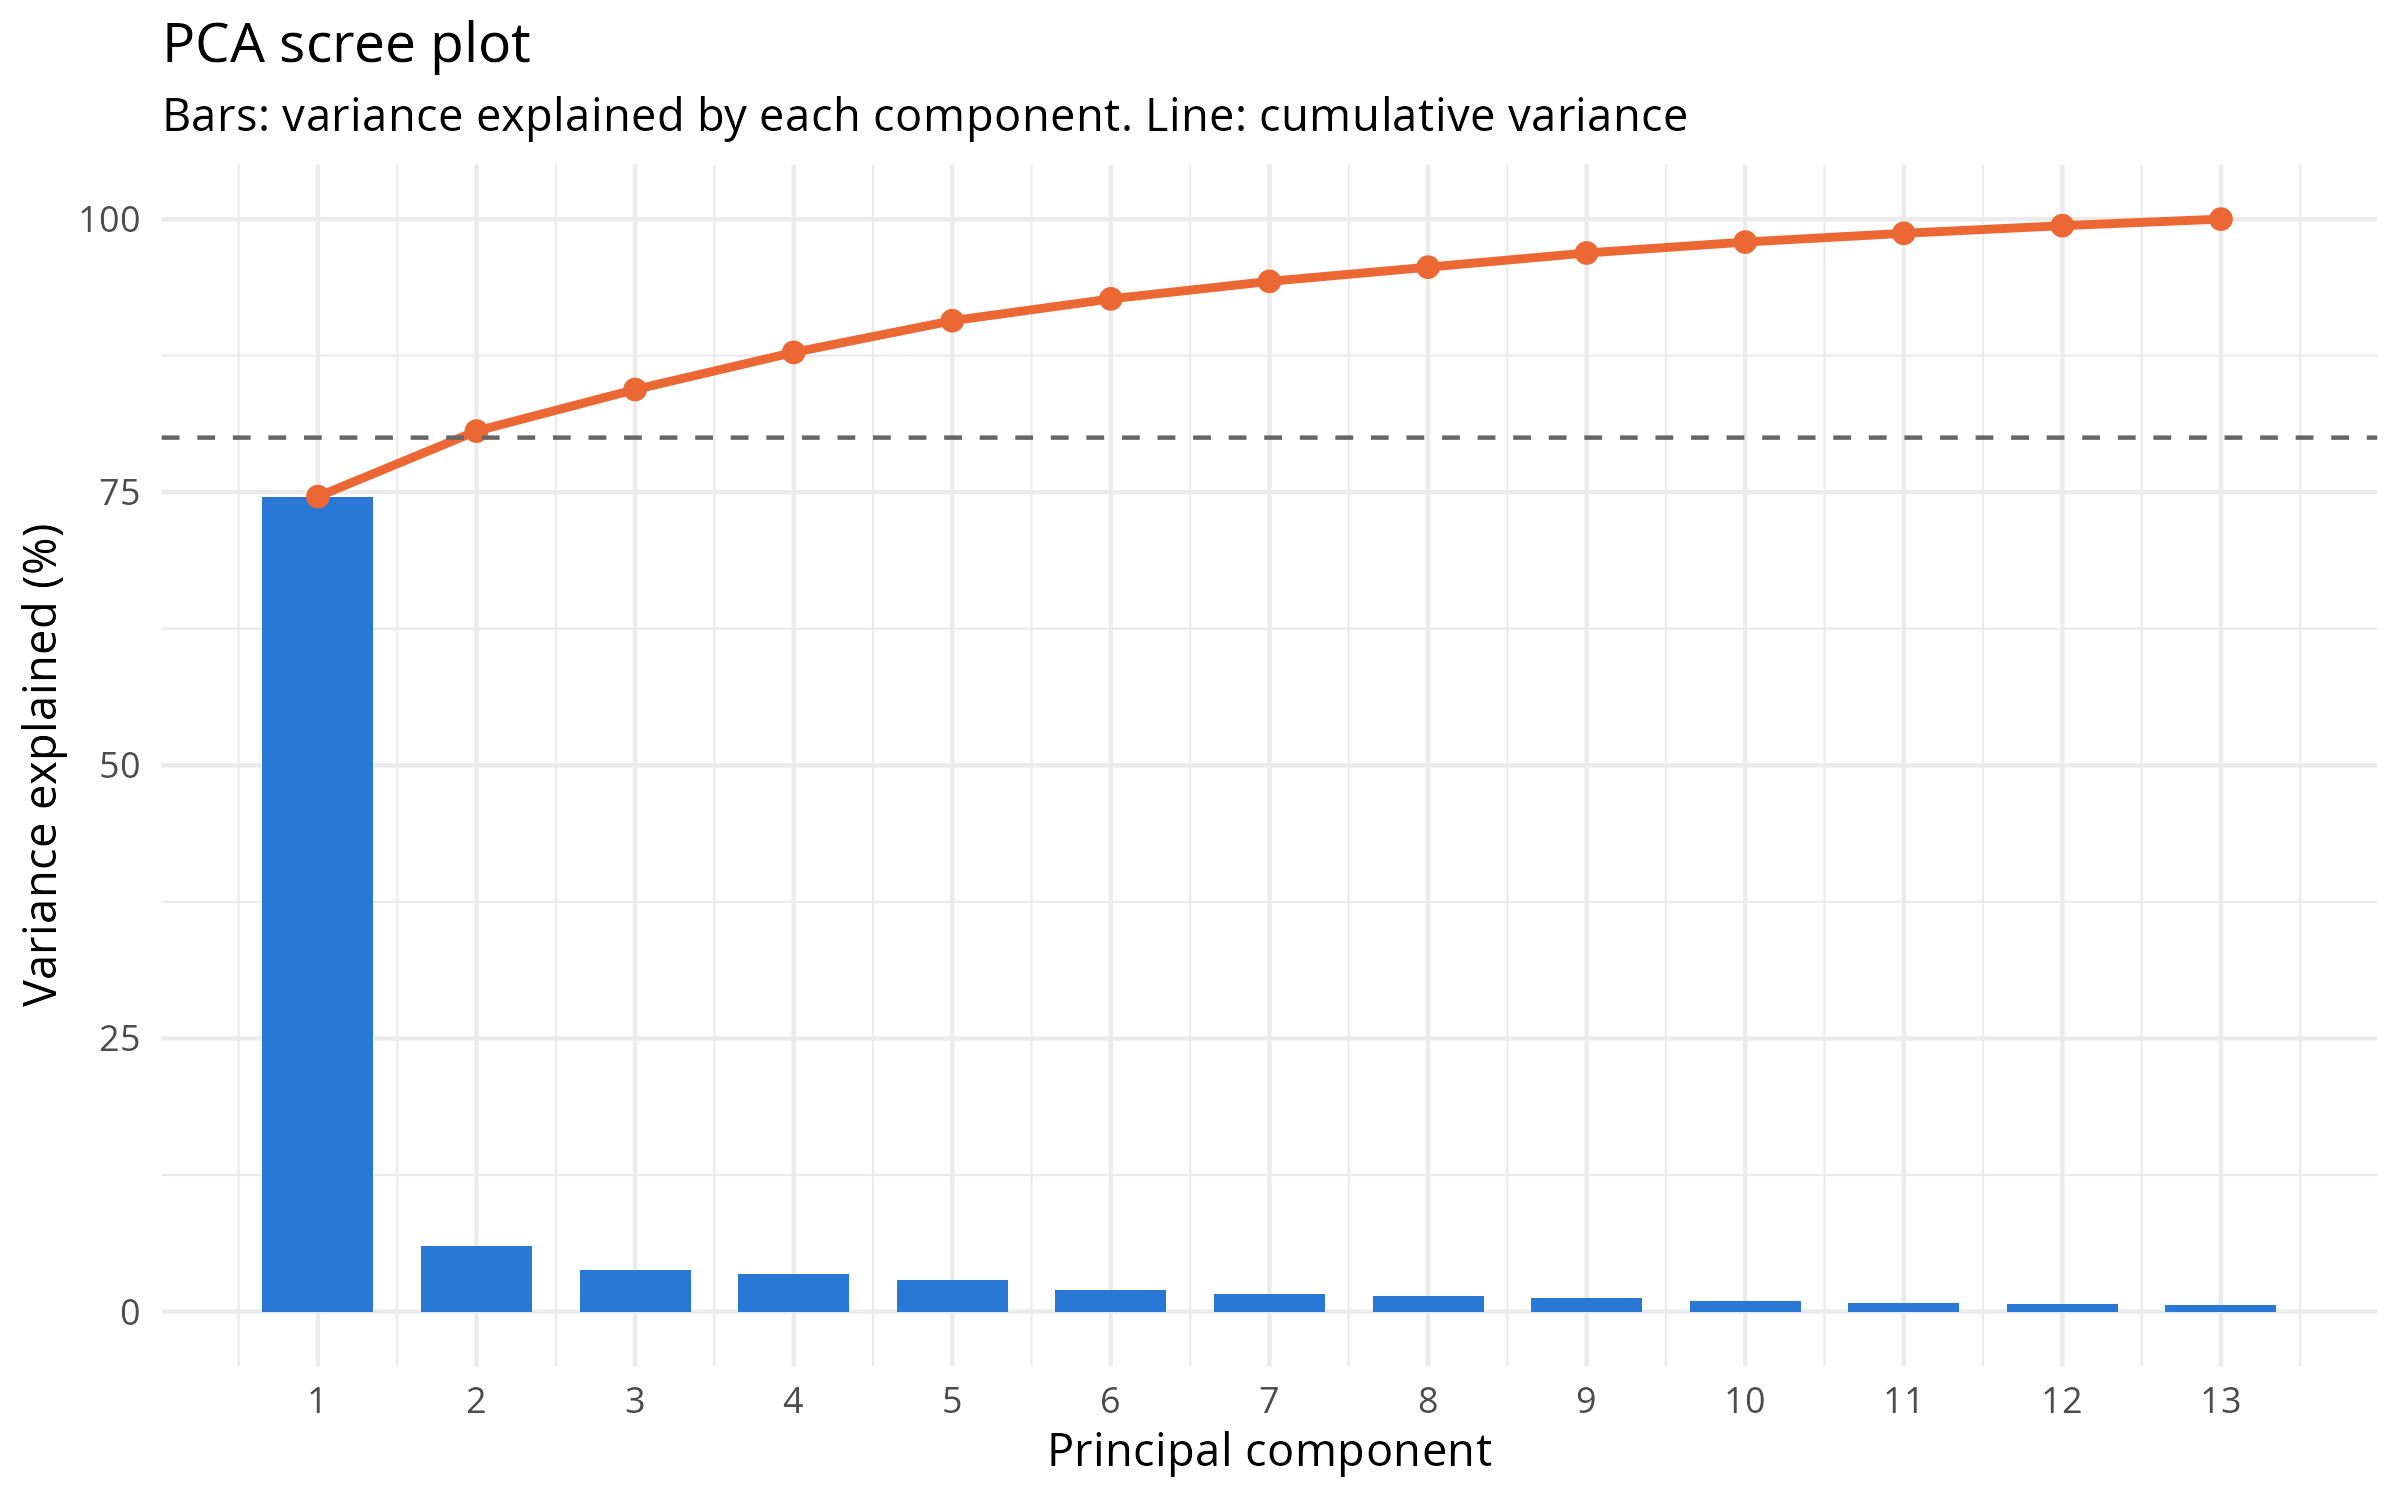 PCA scree plot
Bars: variance explained by each component. Line: cumulative variance
100
75
50
25
0
Variance explained (%)
1 2 3 4 5 6 7 8 9 10 11 12 13
Principal component